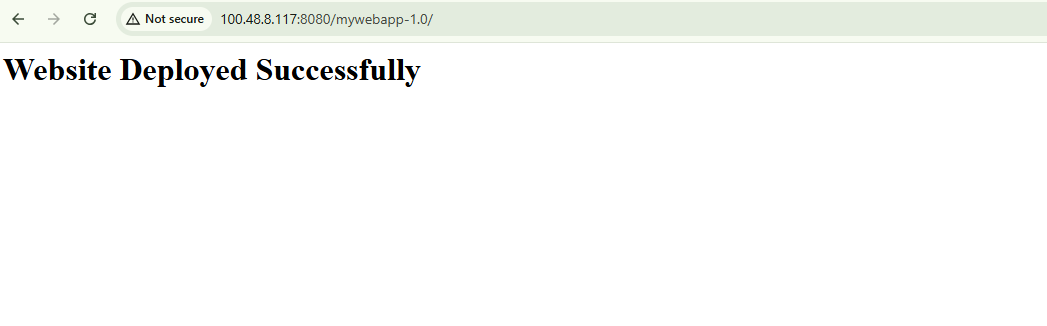 Not secure 100.48.8.117:8080/mywebapp-1.0/
Website Deployed Successfully